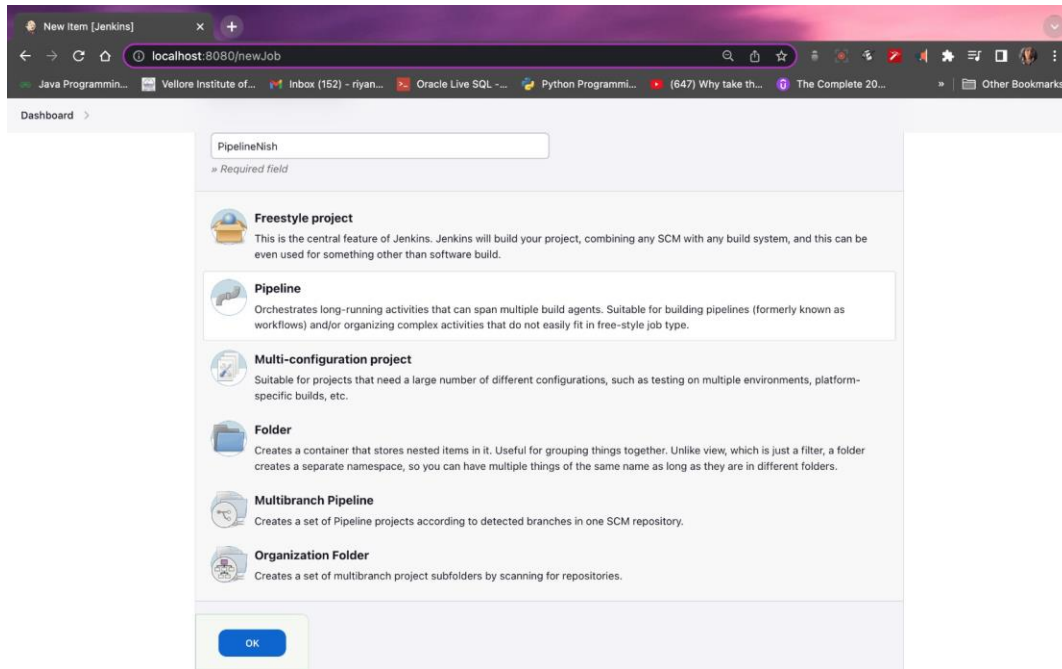 New Item [Jenkins]
localhost:8080/newJob
Java Programmin...
Vellore Institute of...
Inbox (152) - riyan...
Oracle Live SQL -...
Python Programmi...
(647) Why take th...
The Complete 20...
»
Other Bookmarks
Dashboard >
PipelineNish
» Required field
Freestyle project
This is the central feature of Jenkins. Jenkins will build your project, combining any SCM with any build system, and this can be
even used for something other than software build.
Pipeline
Orchestrates long-running activities that can span multiple build agents. Suitable for building pipelines (formerly known as
workflows) and/or organizing complex activities that do not easily fit in free-style job type.
Multi-configuration project
Suitable for projects that need a large number of different configurations, such as testing on multiple environments, platform-
specific builds, etc.
Folder
Creates a container that stores nested items in it. Useful for grouping things together. Unlike view, which is just a filter, a folder
creates a separate namespace, so you can have multiple things of the same name as long as they are in different folders.
Multibranch Pipeline
Creates a set of Pipeline projects according to detected branches in one SCM repository.
Organization Folder
Creates a set of multibranch project subfolders by scanning for repositories.
OK